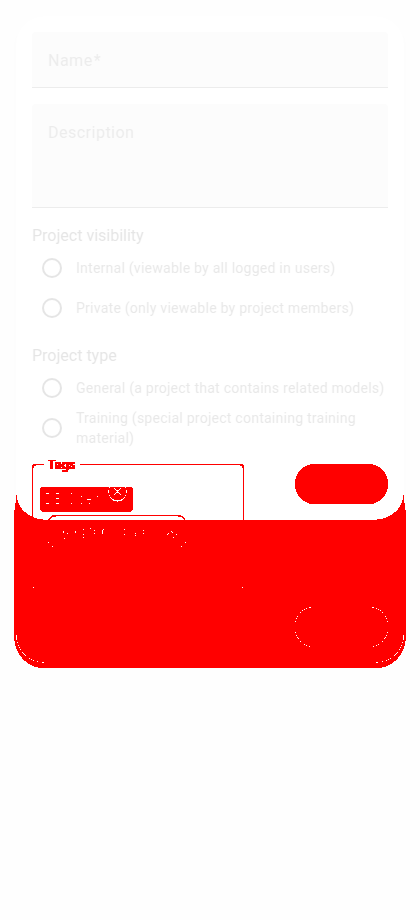 Name*
Description
Project visibility
Internal (viewable by all logged in users)
Private (only viewable by project members)
Project type
General (a project that contains related models)
Training (special project containing training
material)
Tags